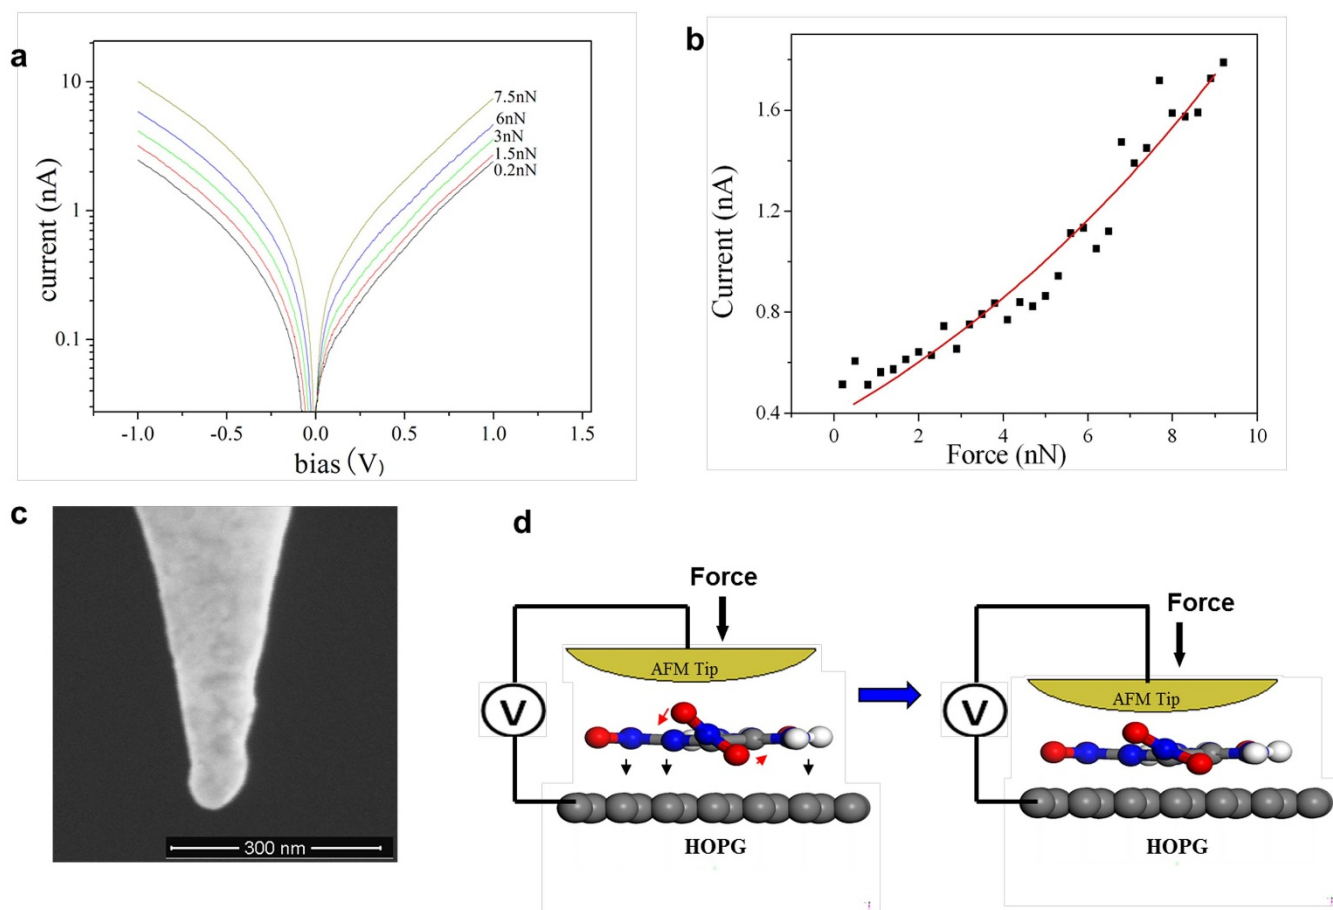 a
current (nA)
10
1
0.1
7.5nN
6nN
3nN
1.5nN
0.2nN
-1.0
-0.5
0.0
0.5
1.0
1.5
bias (V)
b
Current (nA)
1.6
1.2
0.8
0.4
0
2
4
6
8
10
Force (nN)
c
300 nm
d
Force
AFM Tip
V
HOPG
Force
AFM Tip
V
HOPG